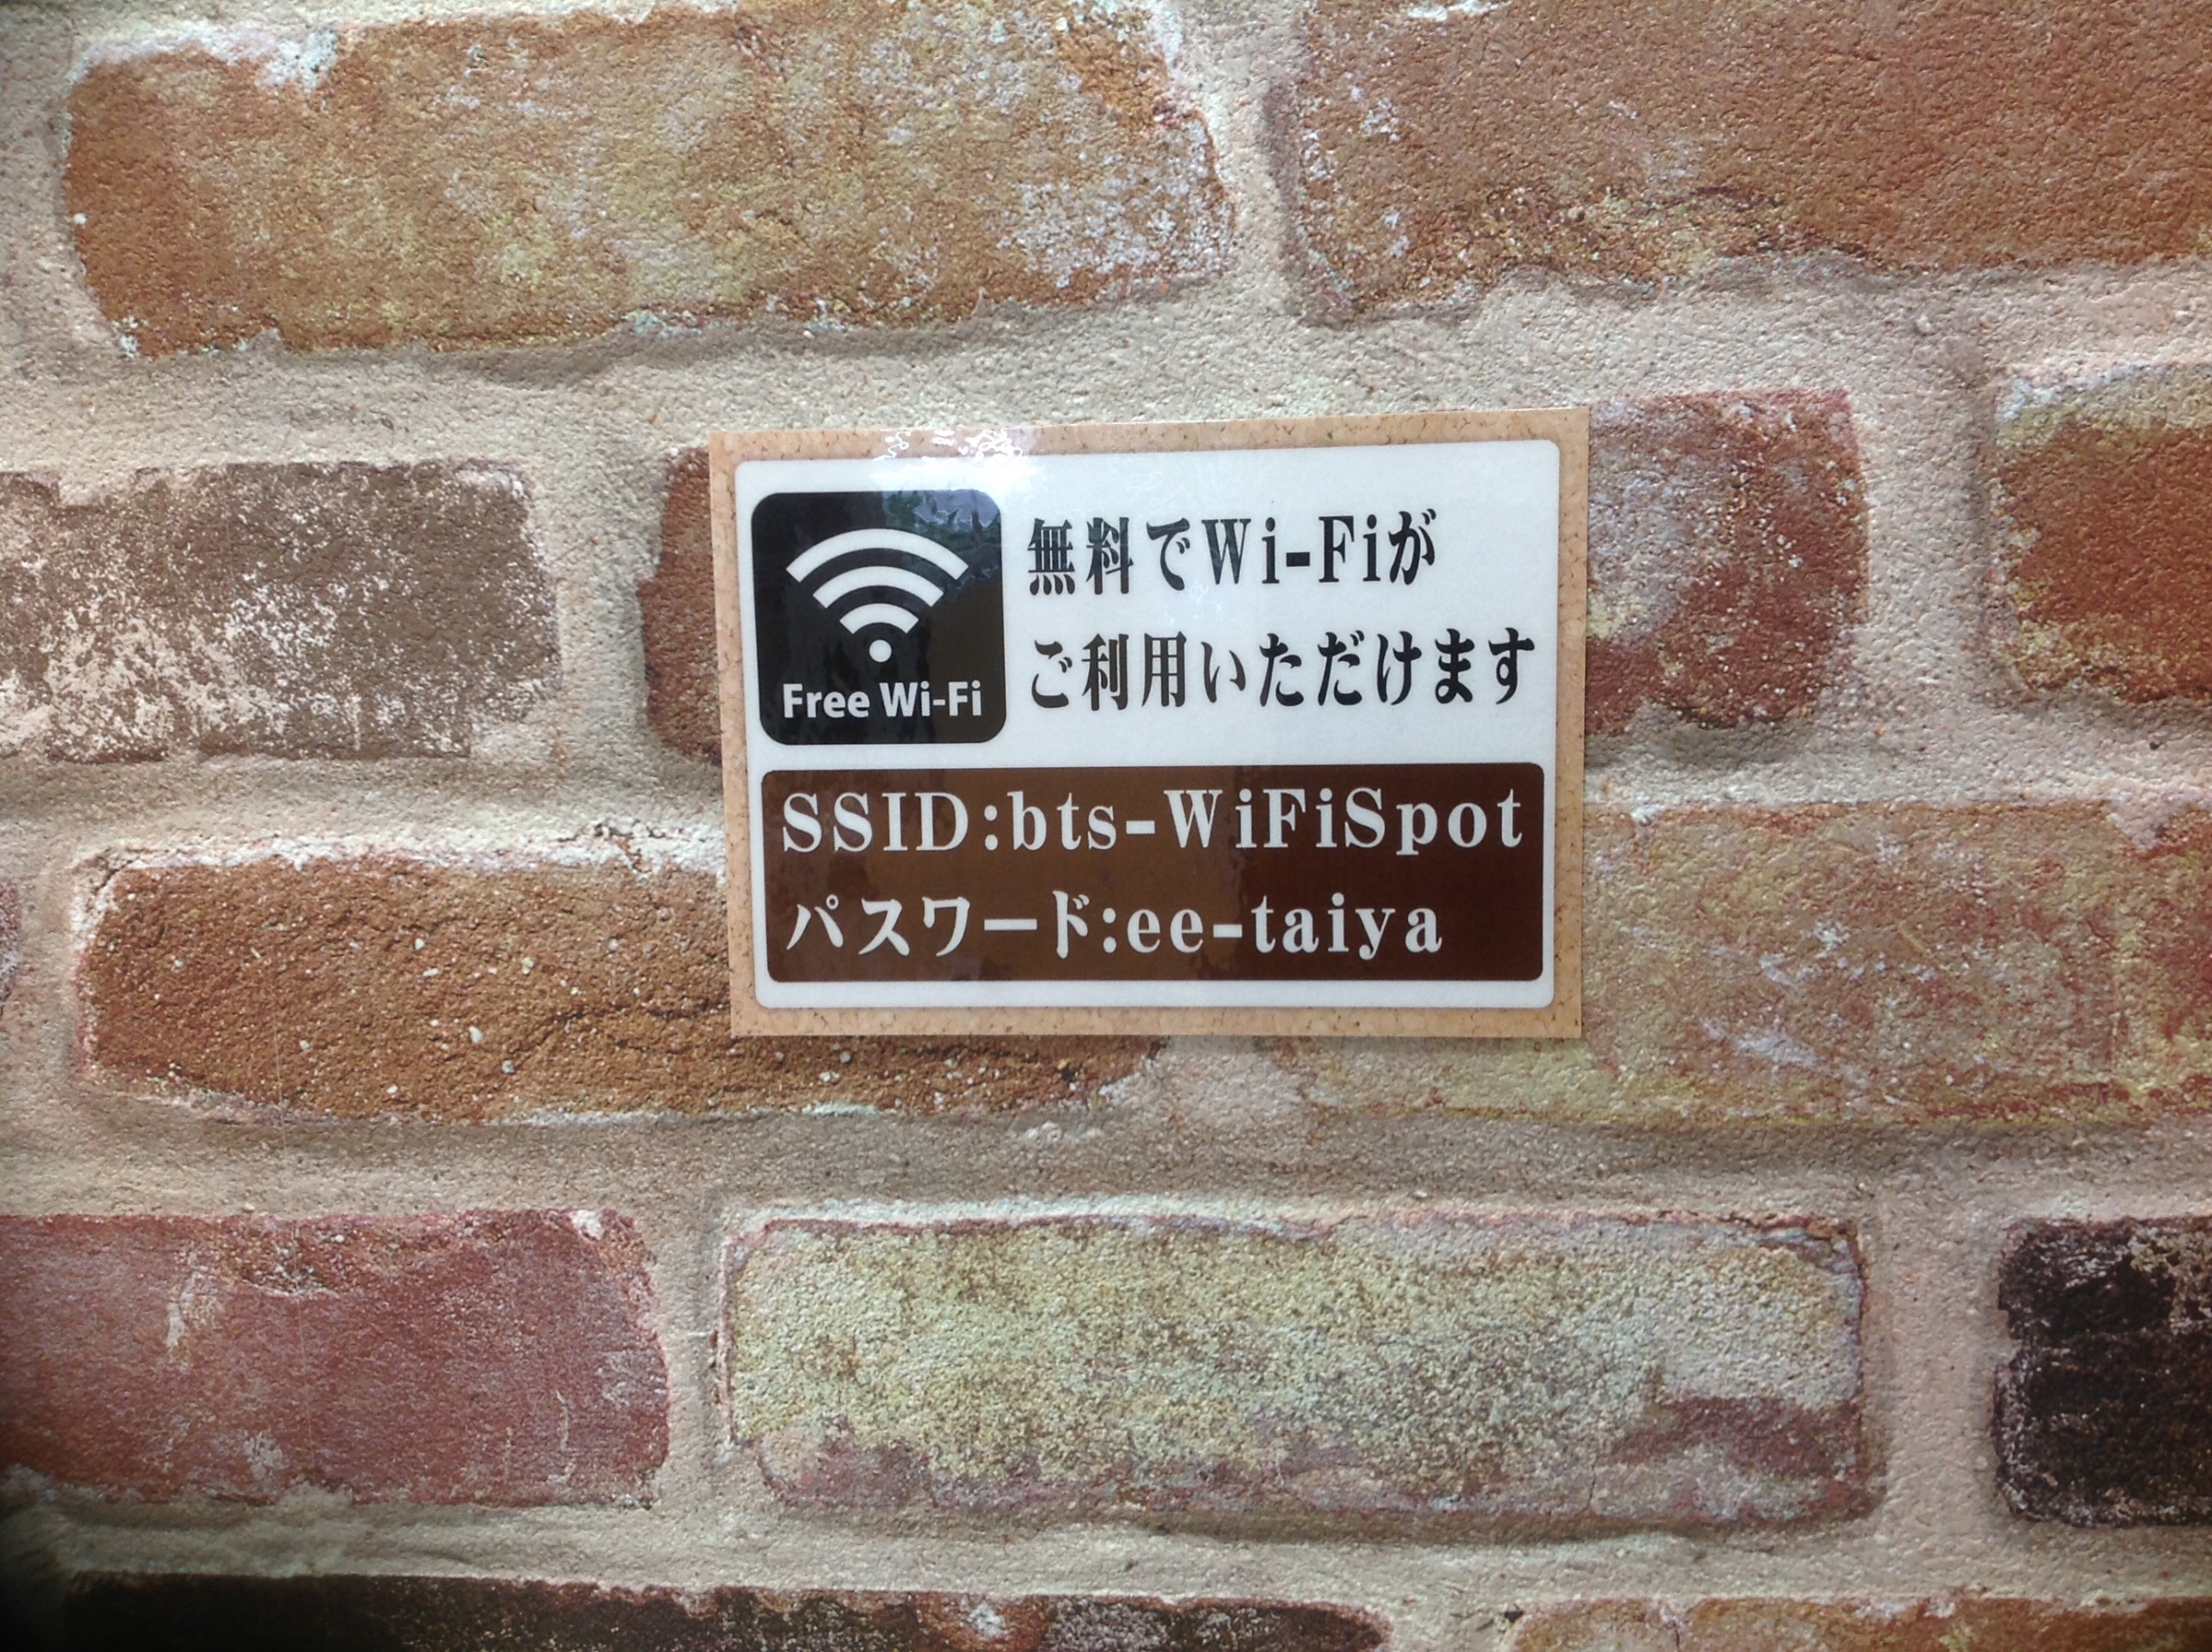 Free Wi-Fi
無料でWi-Fiが
ご利用いただけます
SSID:bts-WiFiSpot
パスワード:ee-taiya